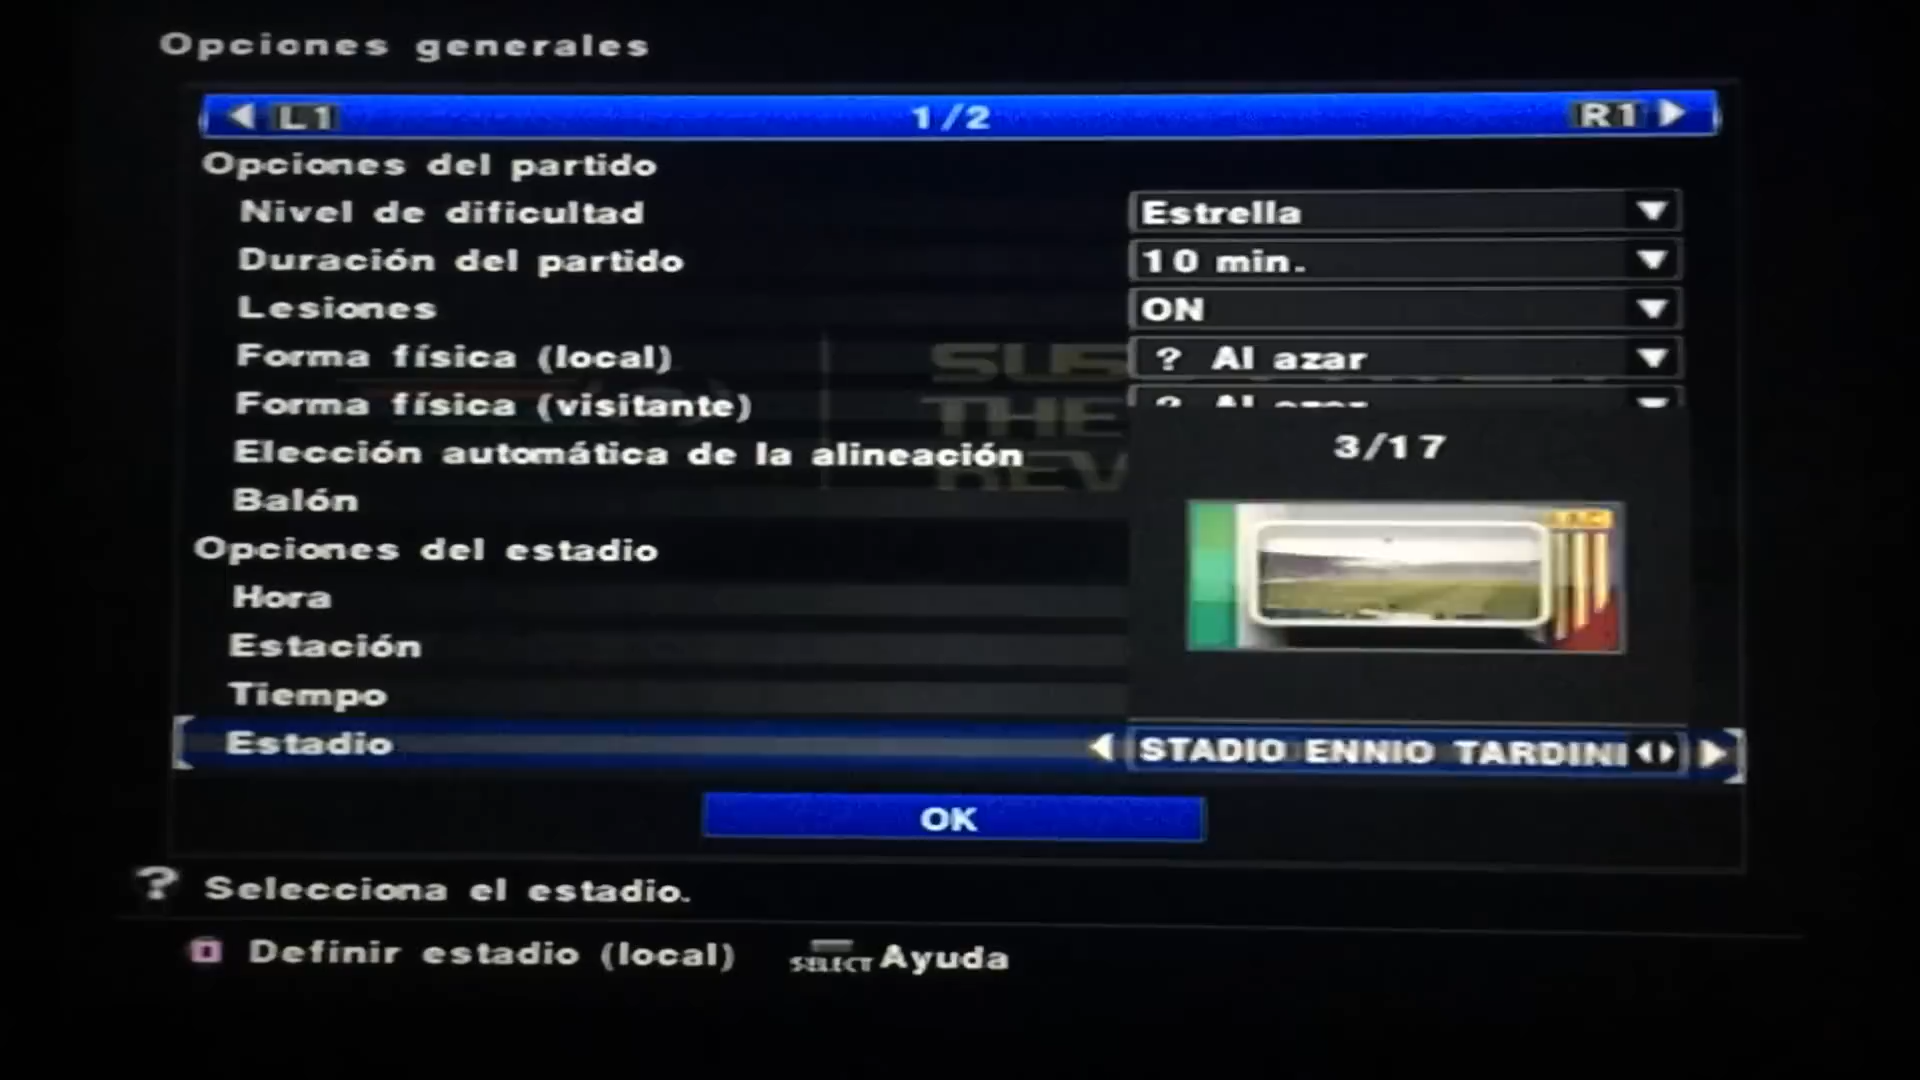 Opciones generales
L1 1/2 R1
Opciones del partido
Nivel de dificultad Estrella
Duración del partido 10 min.
Lesiones ON
Forma física (local) ? Al azar
Forma física (visitante) ? Al azar
Elección automática de la alineación
3/17
Balón
Opciones del estadio
Hora
Estación
Tiempo
Estadio STADIO ENNIO TARDINI
OK
? Selecciona el estadio.
Definir estadio (local) SELECT Ayuda